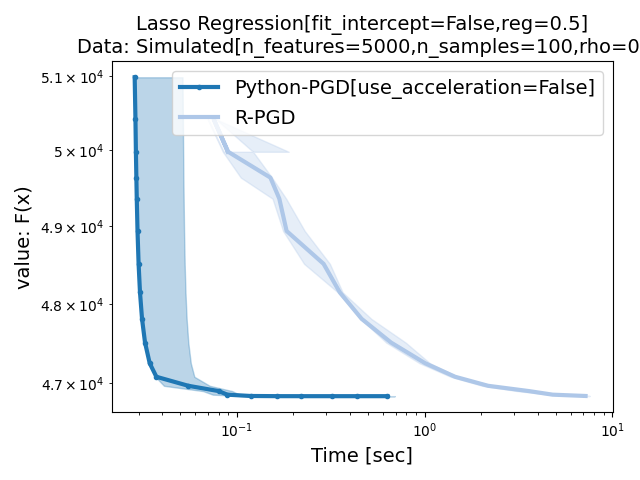 Lasso Regression[fit_intercept=False,reg=0.5]
Data: Simulated[n_features=5000,n_samples=100,rho=0
Python-PGD[use_acceleration=False]
R-PGD
5.1 × 10⁴
5 × 10⁴
4.9 × 10⁴
4.8 × 10⁴
4.7 × 10⁴
value: F(x)
10⁻¹
10⁰
10¹
Time [sec]